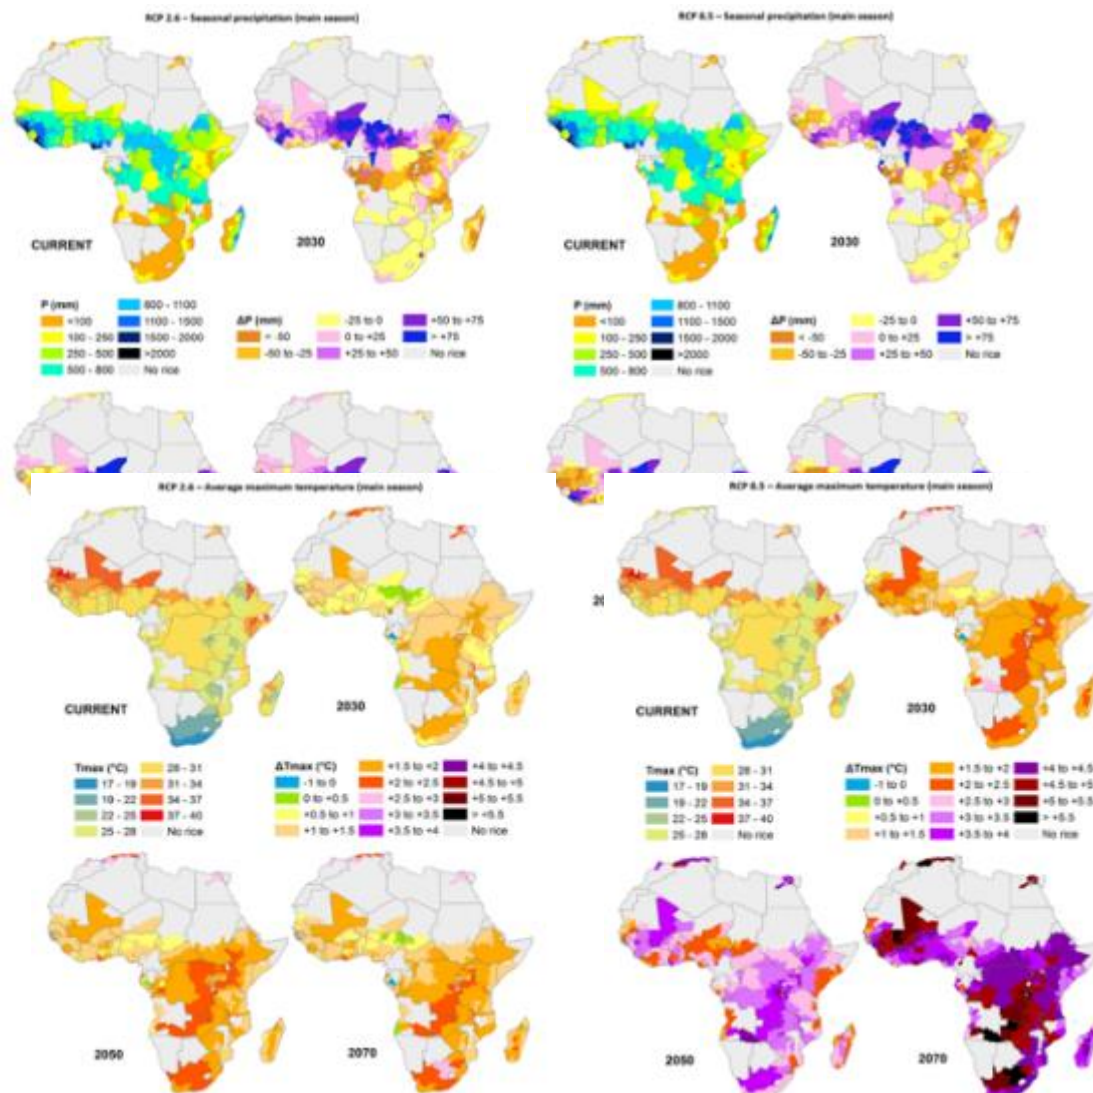 RCP 2.6 – Seasonal precipitation (main season)
RCP 8.5 – Seasonal precipitation (main season)
CURRENT
2030
CURRENT
2030
P (mm)
<100
100 - 250
250 - 500
500 - 800
800 - 1100
1100 - 1500
1500 - 2000
>2000
No rice
ΔP (mm)
< -50
-50 to -25
-25 to 0
0 to +25
+25 to +50
+50 to +75
> +75
No rice
P (mm)
<100
100 - 250
250 - 500
500 - 800
800 - 1100
1100 - 1500
1500 - 2000
>2000
No rice
ΔP (mm)
< -50
-50 to -25
-25 to 0
0 to +25
+25 to +50
+50 to +75
> +75
No rice
RCP 2.6 – Average maximum temperature (main season)
RCP 8.5 – Average maximum temperature (main season)
CURRENT
2030
CURRENT
2030
Tmax (°C)
17 - 19
19 - 22
22 - 25
25 - 28
28 - 31
31 - 34
34 - 37
37 - 40
No rice
ΔTmax (°C)
-1 to 0
0 to +0.5
+0.5 to +1
+1 to +1.5
+1.5 to +2
+2 to +2.5
+2.5 to +3
+3 to +3.5
+3.5 to +4
+4 to +4.5
+4.5 to +5
+5 to +5.5
> +5.5
No rice
Tmax (°C)
17 - 19
19 - 22
22 - 25
25 - 28
28 - 31
31 - 34
34 - 37
37 - 40
No rice
ΔTmax (°C)
-1 to 0
0 to +0.5
+0.5 to +1
+1 to +1.5
+1.5 to +2
+2 to +2.5
+2.5 to +3
+3 to +3.5
+3.5 to +4
+4 to +4.5
+4.5 to +5
+5 to +5.5
> +5.5
No rice
2050
2070
2050
2070